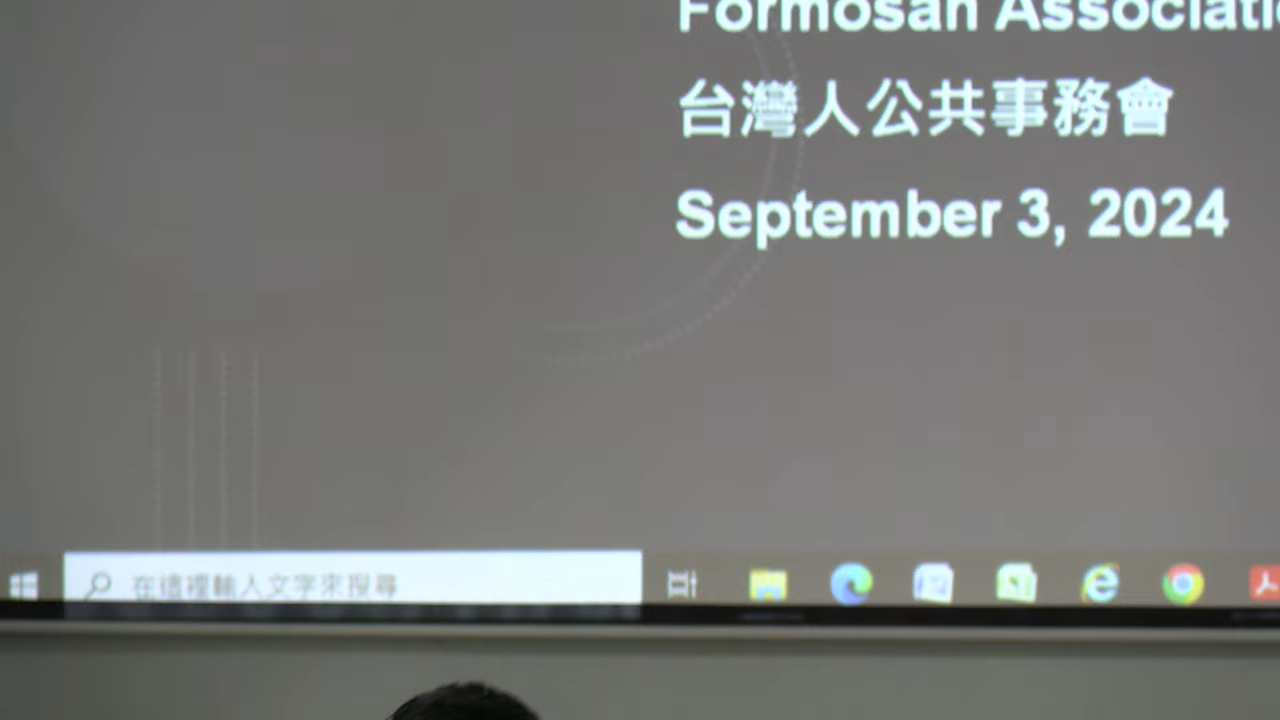 Formosan Associati
台灣人公共事務會
September 3, 2024
在這裡輸入文字來搜尋